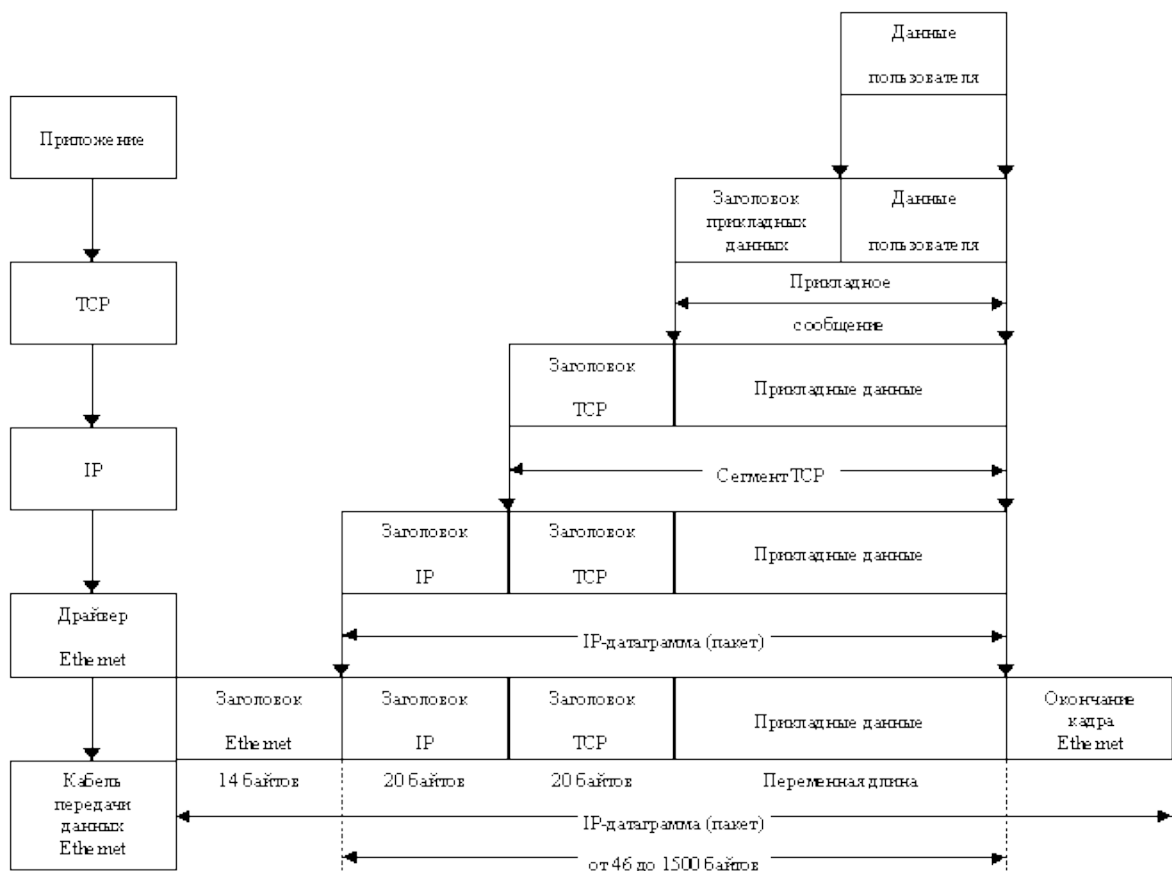 Данные
пользователя
Приложение
Заголовок
прикладных
данных
Данные
пользователя
Прикладное
сообщение
TCP
Заголовок
TCP
Прикладные данные
Сегмент TCP
IP
Заголовок
IP
Заголовок
TCP
Прикладные данные
IP-датаграмма (пакет)
Драйвер
Ethernet
Заголовок
Ethernet
Заголовок
IP
Заголовок
TCP
Прикладные данные
Окончание
кадра
Ethernet
14 байтов
20 байтов
20 байтов
Переменная длина
Кабель
передачи
данных
Ethernet
IP-датаграмма (пакет)
от 46 до 1500 байтов